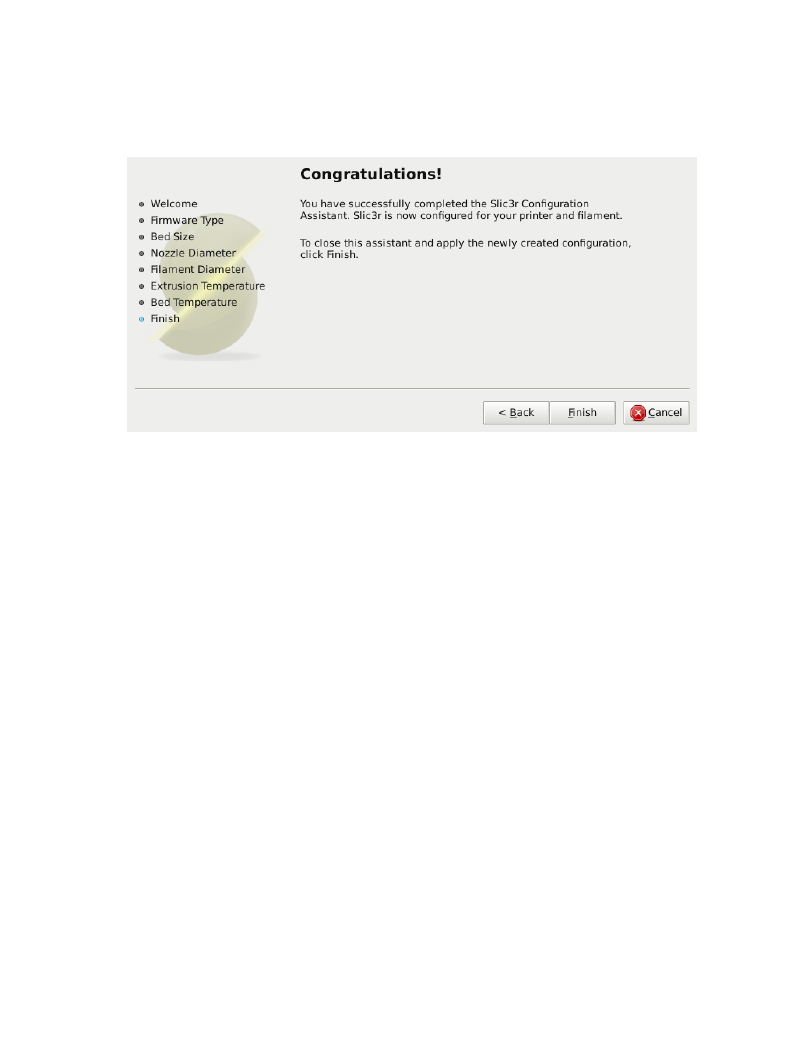 Congratulations!
Welcome
Firmware Type
Bed Size
Nozzle Diameter
Filament Diameter
Extrusion Temperature
Bed Temperature
Finish
You have successfully completed the Slic3r Configuration
Assistant. Slic3r is now configured for your printer and filament.
To close this assistant and apply the newly created configuration,
click Finish.
< Back
Finish
Cancel